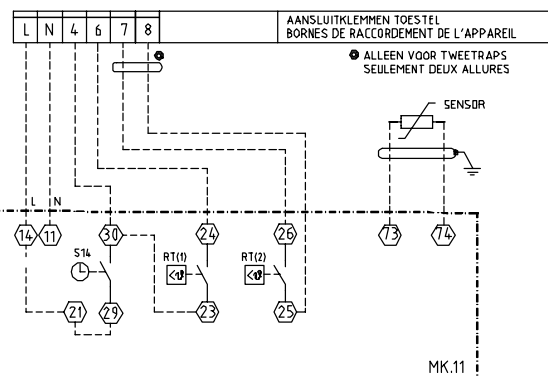 L N 4 6 7 8
AANSLUITKLEMMEN TOESTEL
BORNES DE RACCORDEMENT DE L'APPAREIL
ALLEEN VOOR TWEETRAPS
SEULEMENT DEUX ALLURES
SENSOR
L N
14 11 30 24 26 73 74
S14 RT(1) RT(2)
21 29 23 25
MK.11